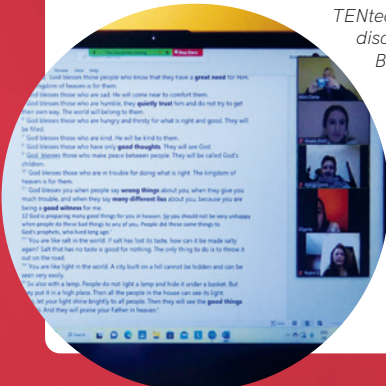 TENtec
disc
B
God blesses those people who know that they have a great need for Him.
kingdom of heaven is for them.
God blesses those who are sad. He will come near to comfort them.
God blesses those who are humble, they quietly trust him and do not try to get
their own way. The world will belong to them.
God blesses those who are hungry and thirsty for what is right and good. They will
be filled.
God blesses those who are kind. He will be kind to them.
God blesses those who have only good thoughts. They will see God.
God blesses those who make peace between people. They will be called God's
children.
10 God blesses those who are in trouble for doing what is right. The kingdom of
heaven is for them.
11 God blesses you when people say wrong things about you, when they give you
much trouble, and when they say many different lies about you, because you are
being a good witness for me.
12 God is preparing many good things for you in heaven. So you should not be very unhappy
when people do these bad things to any of you. People did these same things to
God's prophets, who lived long ago.'
'You are like salt in the world. If salt has lost its taste, how can it be made salty
again? Salt that has no taste is good for nothing. The only thing to do is to throw it
out on the road.
You are like light in the world. A city built on a hill cannot be hidden and can be
seen very easily.
So also with a lamp. People do not light a lamp and hide it under a basket. But
they put it in a high place. Then all the people in the house can see its light.
let your light shine brightly to all people. Then they will see the good things
And they will praise your Father in heaven.'